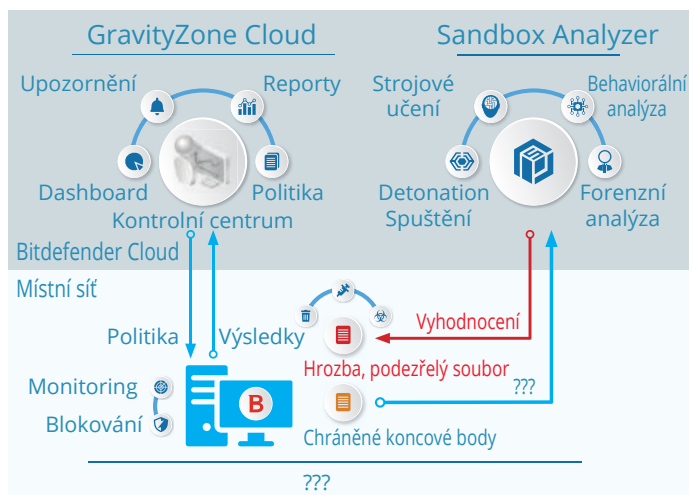 GravityZone Cloud
Sandbox Analyzer
Upozornění
Reporty
Dashboard
Politika
Kontrolní centrum
Strojové
učení
Behaviorální
analýza
Detonation
Spuštění
Forenzní
analýza
Bitdefender Cloud
Místní síť
Politika
Výsledky
Vyhodnocení
Hrozba, podezřelý soubor
???
Monitoring
Blokování
B
Chráněné koncové body
???